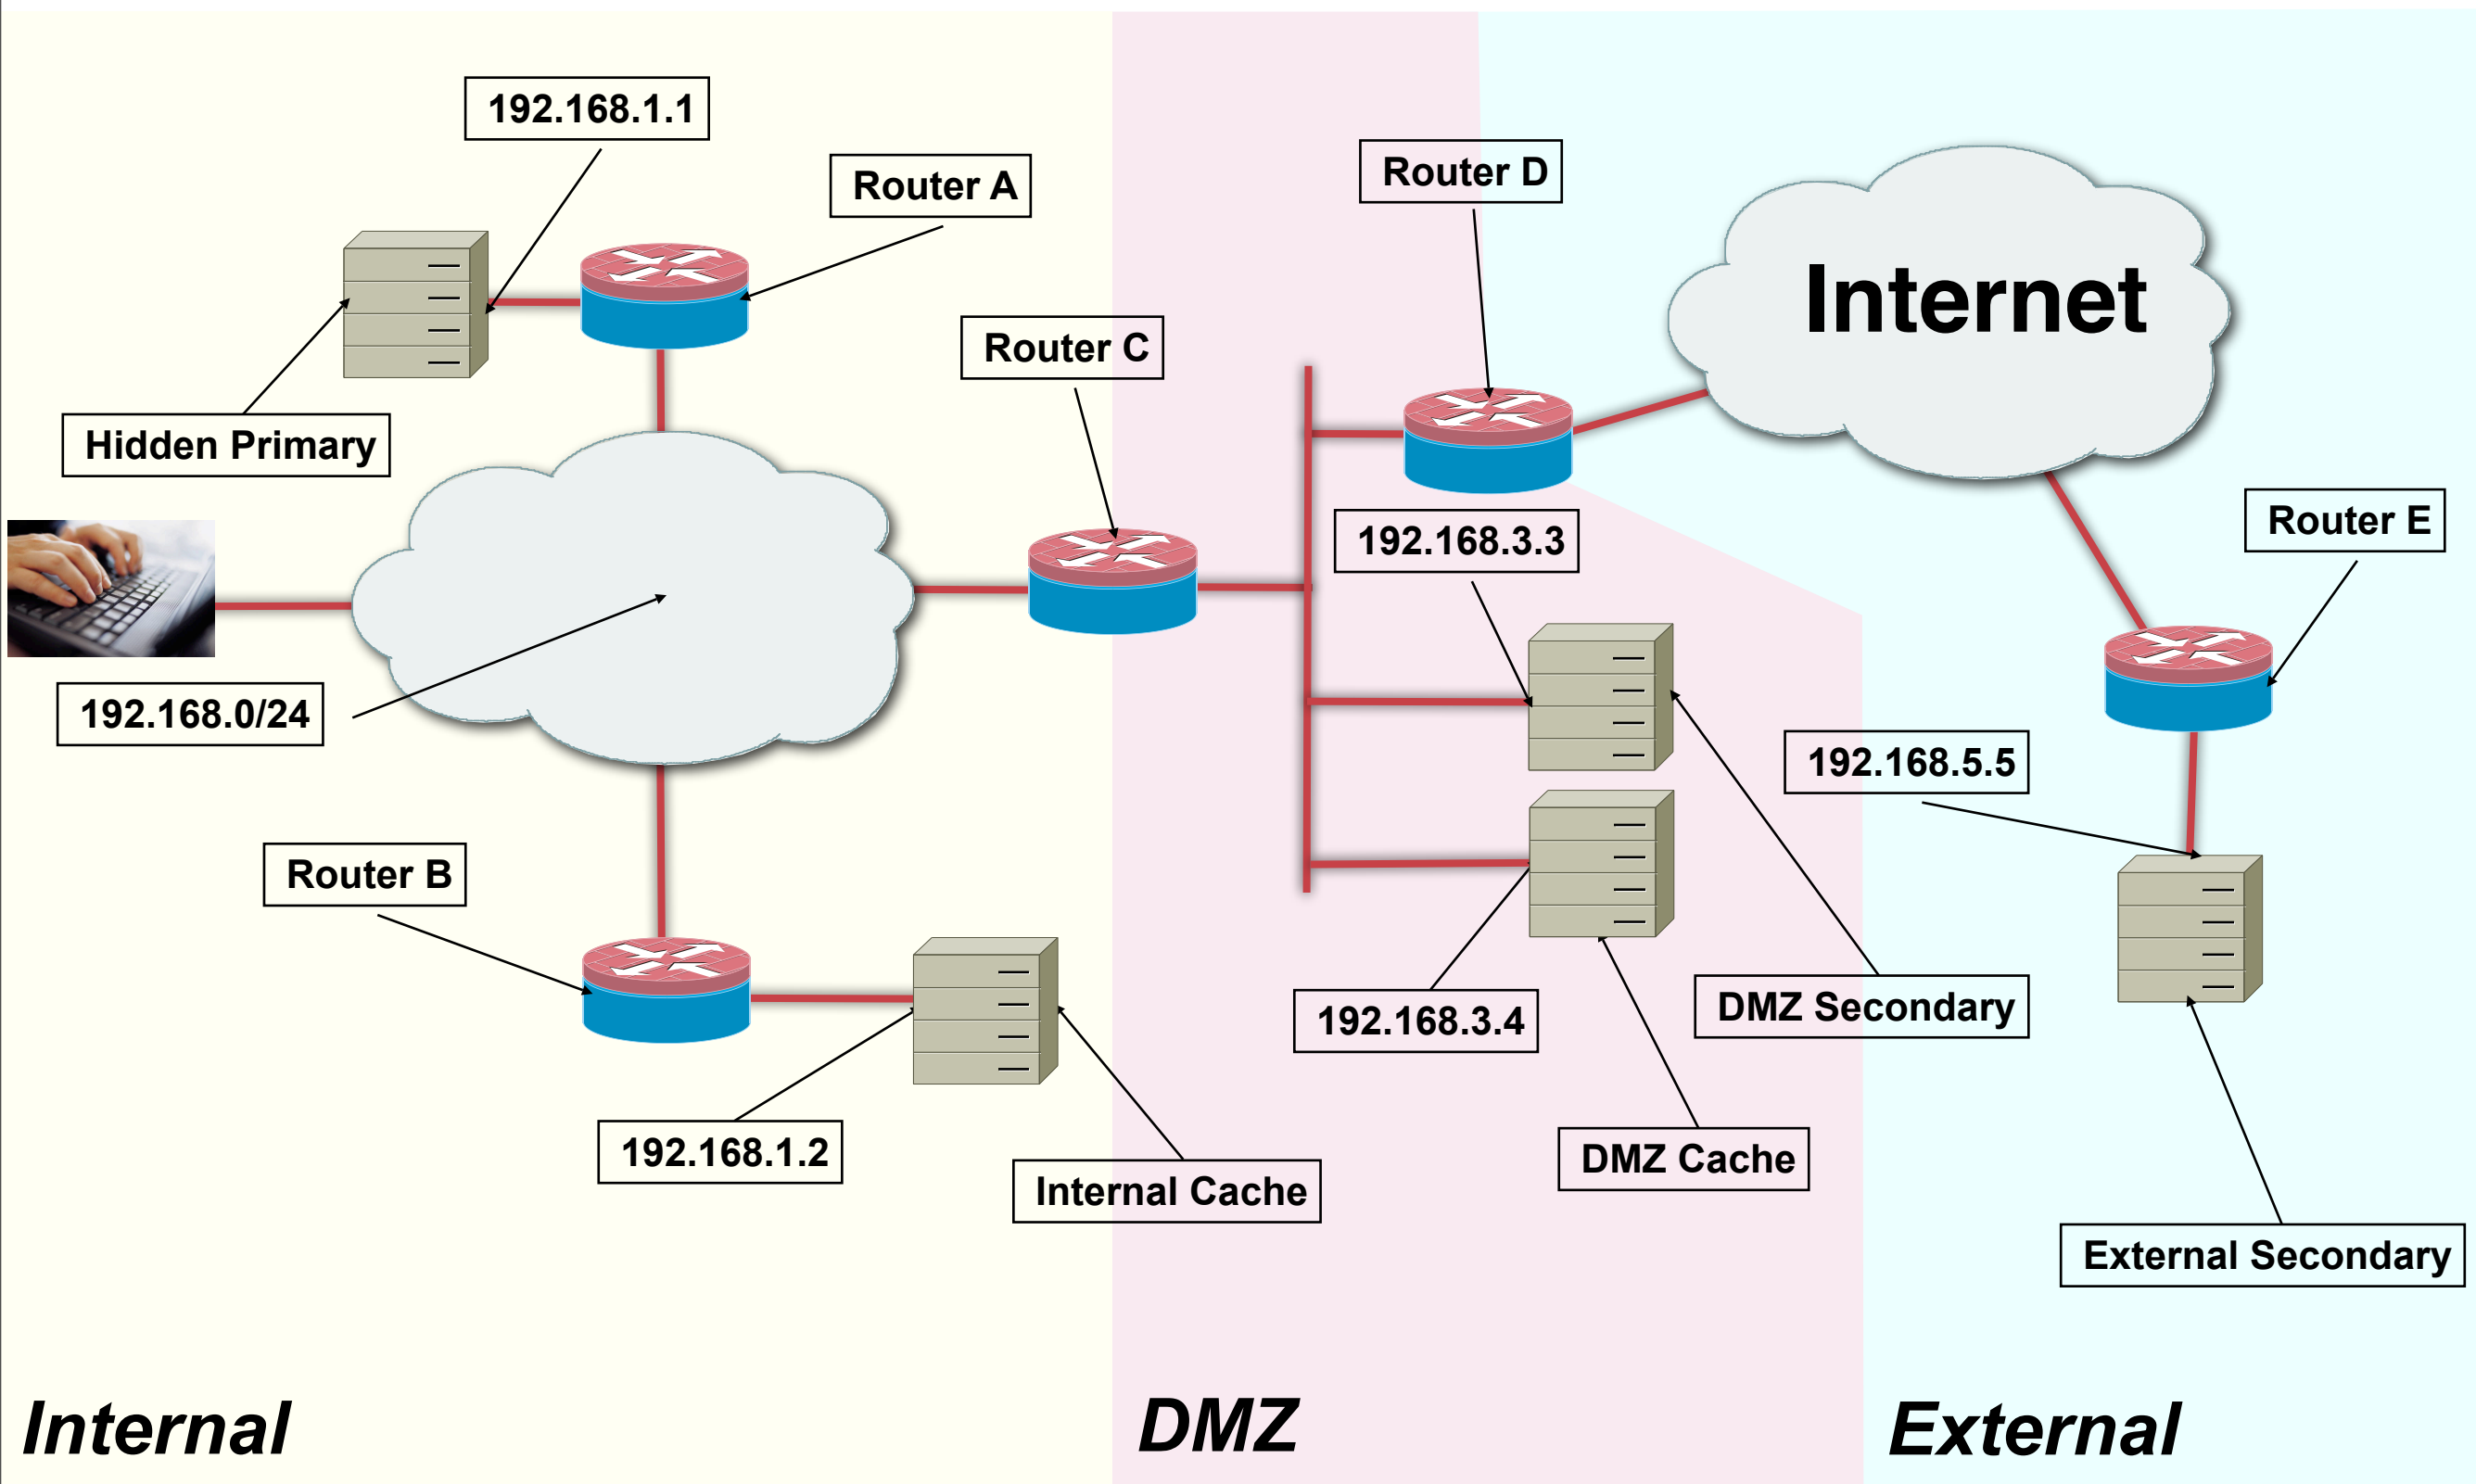 192.168.1.1
Router A
Router D
Internet
Router C
Hidden Primary
192.168.3.3
Router E
192.168.0/24
192.168.5.5
Router B
DMZ Secondary
192.168.3.4
192.168.1.2
DMZ Cache
Internal Cache
External Secondary
Internal
DMZ
External